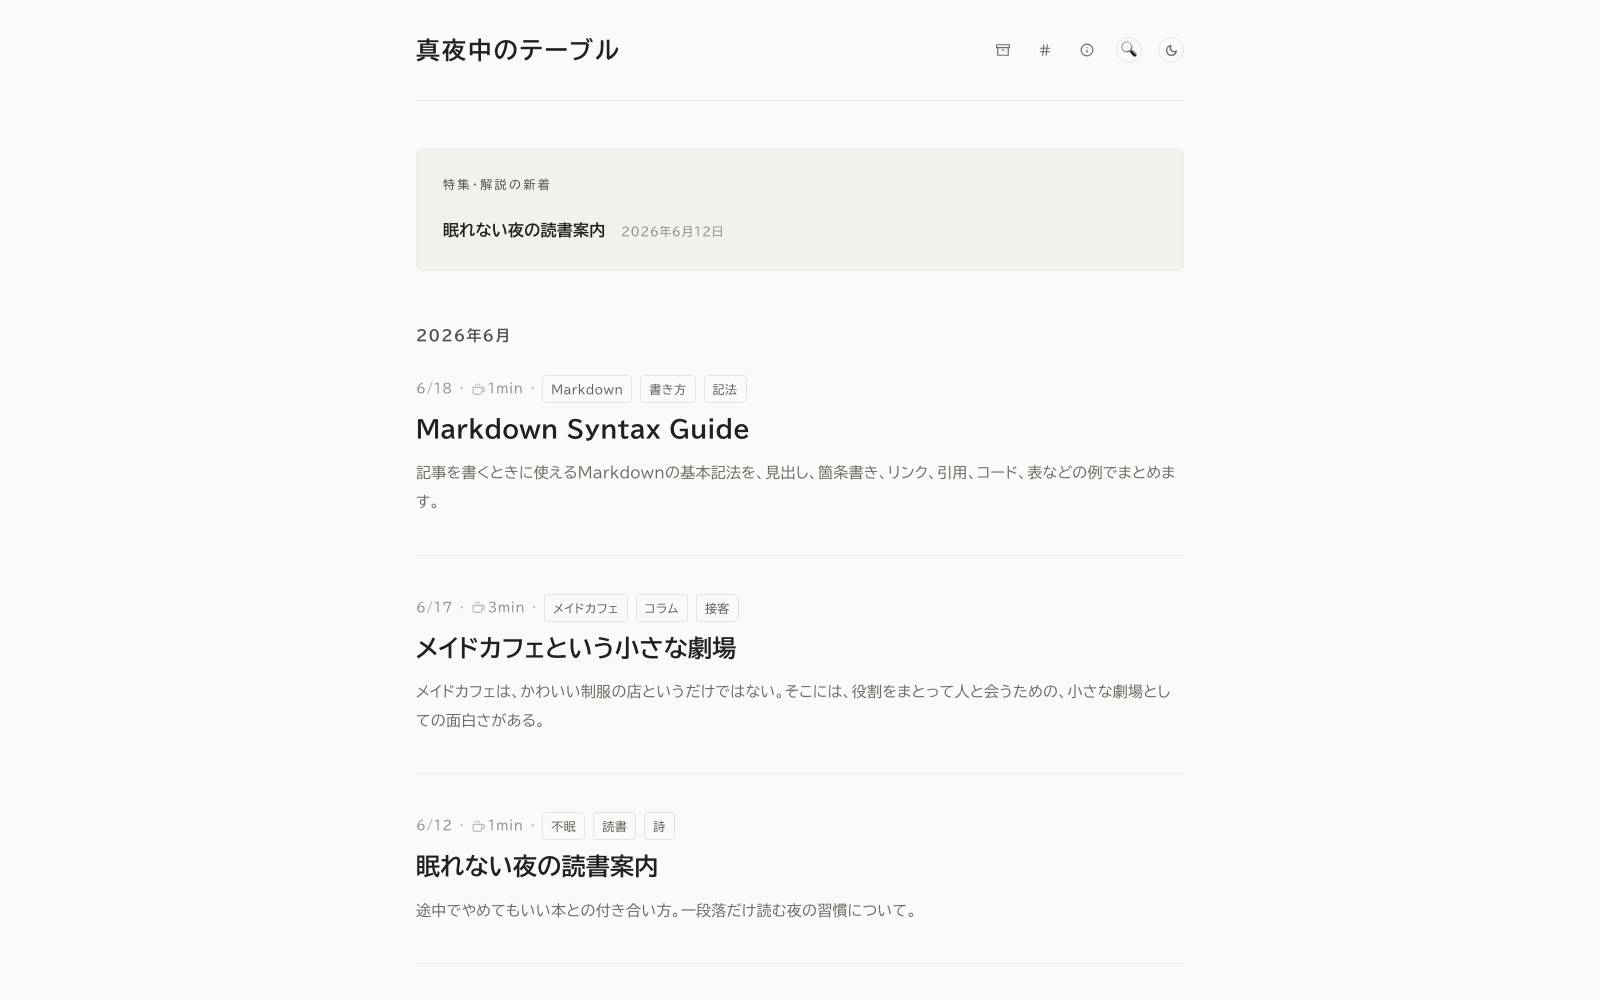 真夜中のテーブル
特集・解説の新着
眠れない夜の読書案内 2026年6月12日
2026年6月
6/18 · 1min · Markdown 書き方 記法
Markdown Syntax Guide
記事を書くときに使えるMarkdownの基本記法を、見出し、箇条書き、リンク、引用、コード、表などの例でまとめま
す。
6/17 · 3min · メイドカフェ コラム 接客
メイドカフェという小さな劇場
メイドカフェは、かわいい制服の店というだけではない。そこには、役割をまとって人と会うための、小さな劇場とし
ての面白さがある。
6/12 · 1min · 不眠 読書 詩
眠れない夜の読書案内
途中でやめてもいい本との付き合い方。一段落だけ読む夜の習慣について。